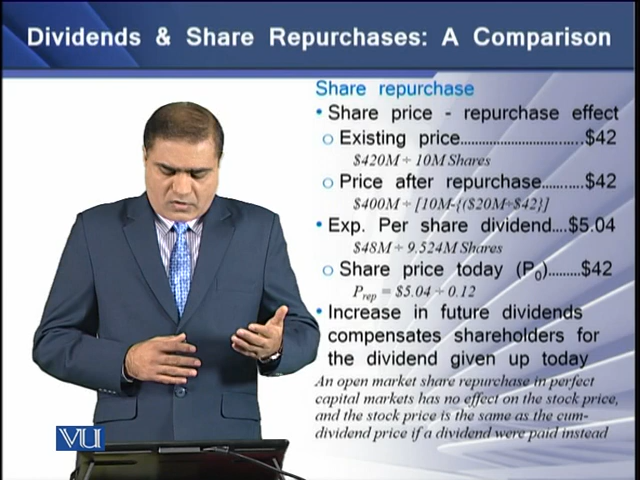 Dividends & Share Repurchases: A Comparison
Share repurchase
• Share price - repurchase effect
o Existing price..................................$42
$420M ÷ 10M Shares
o Price after repurchase...........$42
$400M ÷ [10M-{($20M÷$42}]
• Exp. Per share dividend....$5.04
$48M ÷ 9.524M Shares
o Share price today (P0).........$42
Prep = $5.04 ÷ 0.12
• Increase in future dividends
compensates shareholders for
the dividend given up today
An open market share repurchase in perfect
capital markets has no effect on the stock price,
and the stock price is the same as the cum-
dividend price if a dividend were paid instead
VU